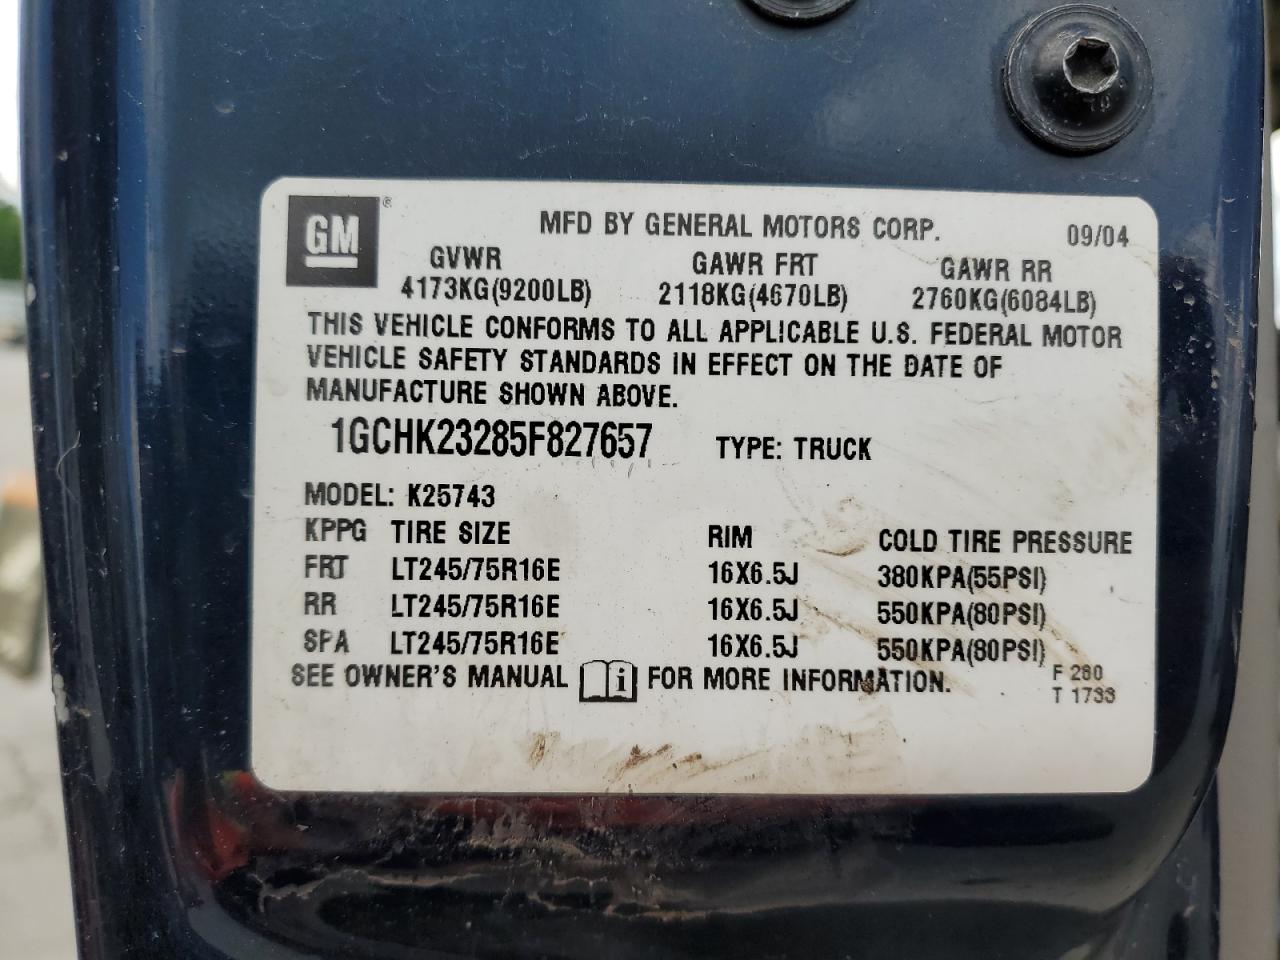 GM ®
MFD BY GENERAL MOTORS CORP. 09/04
GVWR GAWR FRT GAWR RR
4173KG(9200LB) 2118KG(4670LB) 2760KG(6084LB)
THIS VEHICLE CONFORMS TO ALL APPLICABLE U.S. FEDERAL MOTOR
VEHICLE SAFETY STANDARDS IN EFFECT ON THE DATE OF
MANUFACTURE SHOWN ABOVE.
1GCHK23285F827657 TYPE: TRUCK
MODEL: K25743
KPPG TIRE SIZE RIM COLD TIRE PRESSURE
FRT LT245/75R16E 16X6.5J 380KPA(55PSI)
RR LT245/75R16E 16X6.5J 550KPA(80PSI)
SPA LT245/75R16E 16X6.5J 550KPA(80PSI)
SEE OWNER'S MANUAL i FOR MORE INFORMATION.
F 280
T 1733